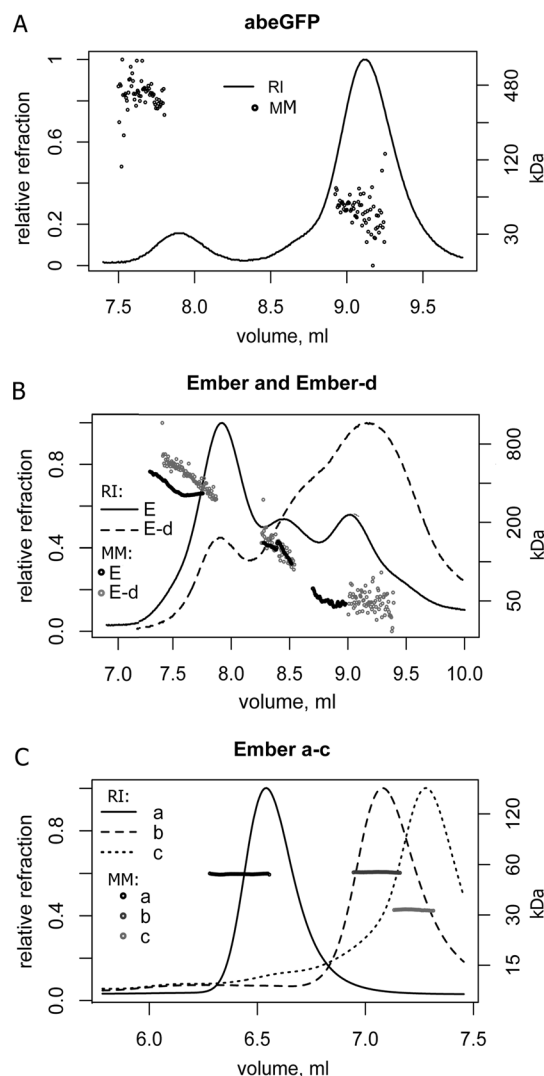 A
abeGFP
RI
MM
1
0.6
0.2
0
relative refraction
480
120
30
kDa
7.5 8.0 8.5 9.0 9.5
volume, ml
B
Ember and Ember-d
RI:
E
E-d
MM:
E
E-d
0.8
0.4
0.0
relative refraction
800
200
50
kDa
7.0 7.5 8.0 8.5 9.0 9.5 10.0
volume, ml
C
Ember a-c
RI:
a
b
c
MM:
a
b
c
0.8
0.4
0.0
relative refraction
120
60
30
15
kDa
6.0 6.5 7.0 7.5
volume, ml